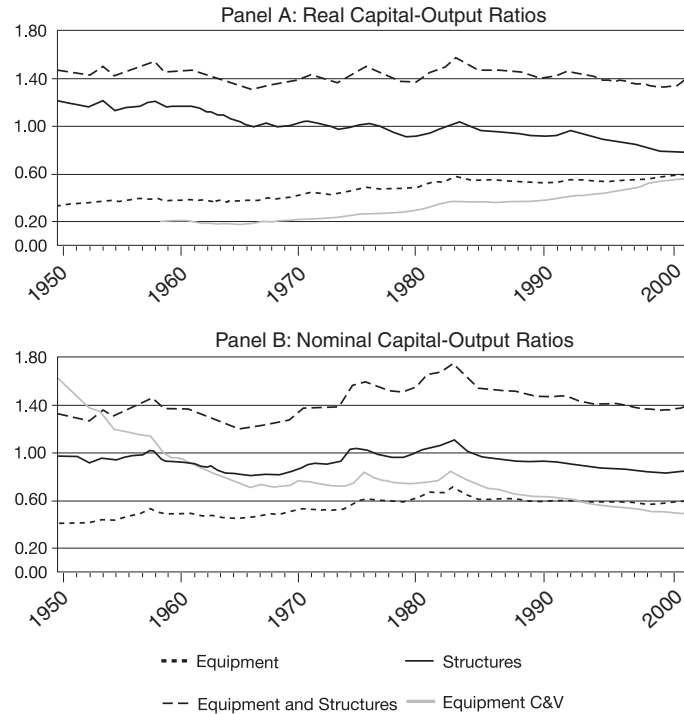 Panel A: Real Capital-Output Ratios
1.80
1.40
1.00
0.60
0.20
0.00
1950 1960 1970 1980 1990 2000
Panel B: Nominal Capital-Output Ratios
1.80
1.40
1.00
0.60
0.20
0.00
1950 1960 1970 1980 1990 2000
Equipment Structures
Equipment and Structures Equipment C&V